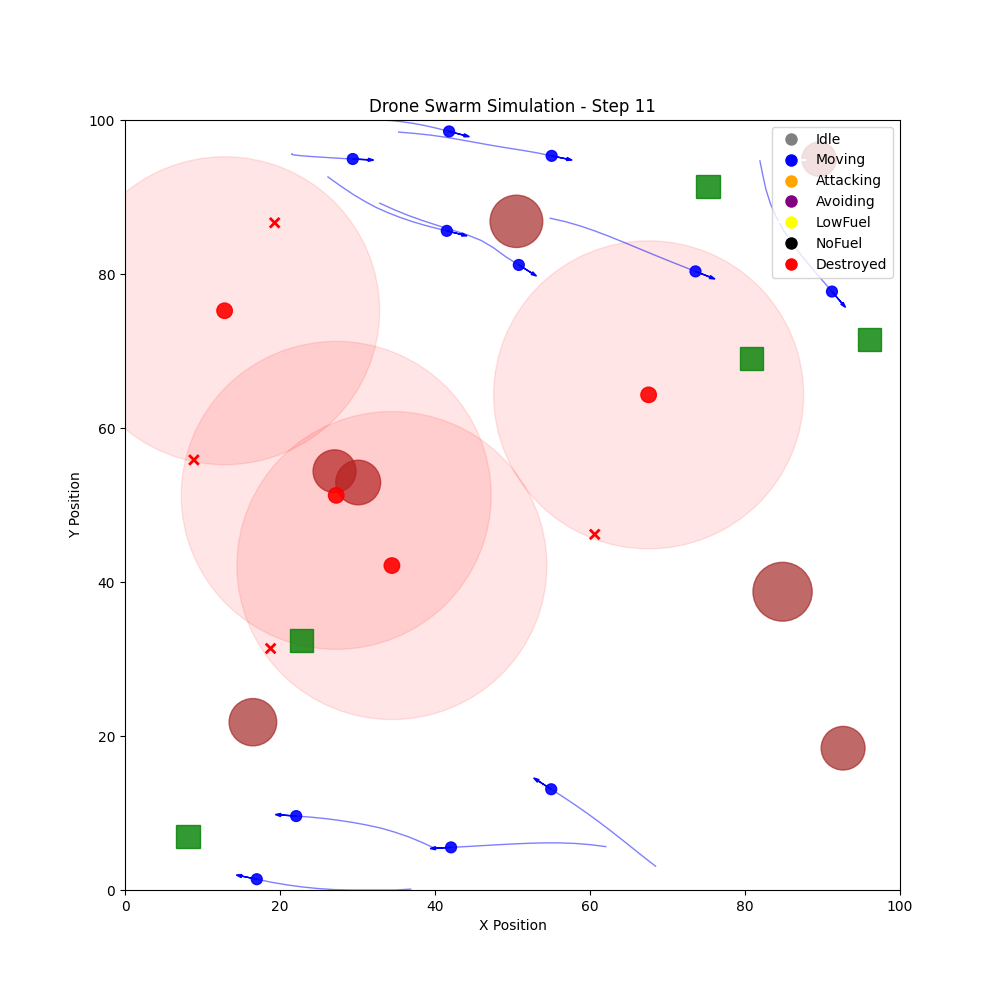 Drone Swarm Simulation - Step 11
Idle
Moving
Attacking
Avoiding
LowFuel
NoFuel
Destroyed
100
80
60
40
20
0
Y Position
0 20 40 60 80 100
X Position